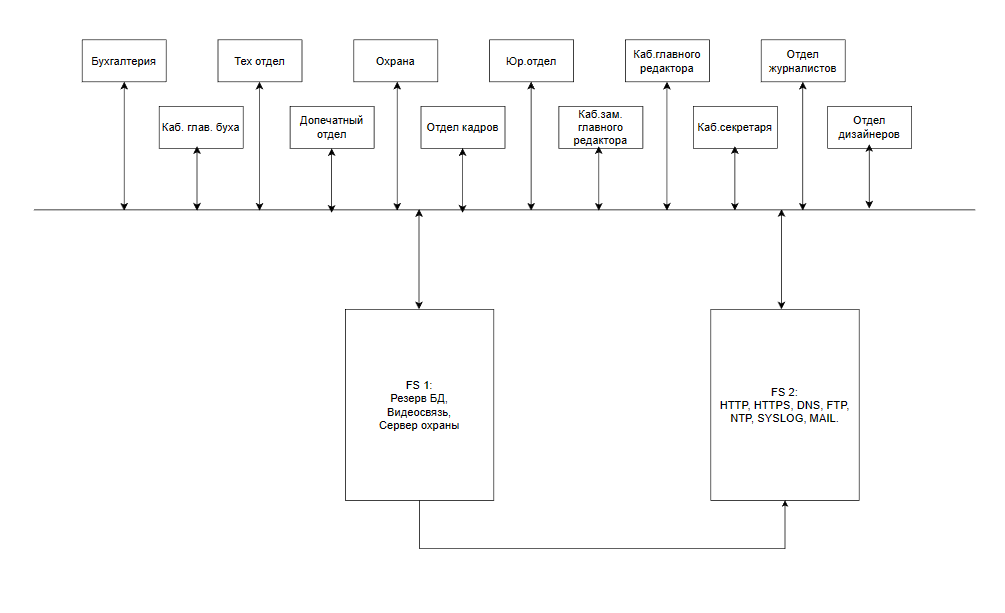 Бухгалтерия
Тех отдел
Охрана
Юр.отдел
Каб.главного
редактора
Отдел
журналистов
Каб. глав. буха
Допечатный
отдел
Отдел кадров
Каб.зам.
главного
редактора
Каб.секретаря
Отдел
дизайнеров
FS 1:
Резерв БД,
Видеосвязь,
Сервер охраны
FS 2:
HTTP, HTTPS, DNS, FTP,
NTP, SYSLOG, MAIL.